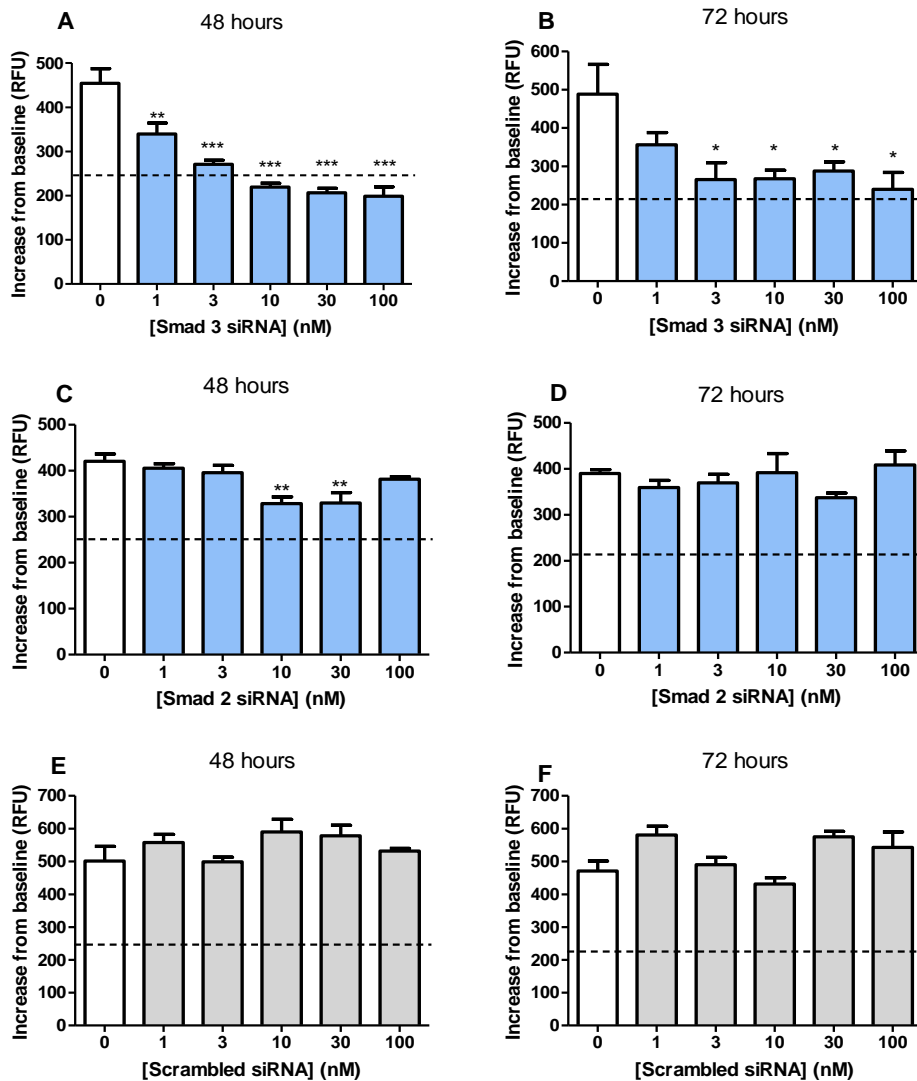 A
48 hours
Increase from baseline (RFU)
500
400
300
200
100
0
**
***
***
***
***
0 1 3 10 30 100
[Smad 3 siRNA] (nM)
B
72 hours
Increase from baseline (RFU)
600
500
400
300
200
100
0
*
*
*
*
0 1 3 10 30 100
[Smad 3 siRNA] (nM)
C
48 hours
Increase from baseline (RFU)
500
400
300
200
100
0
**
**
0 1 3 10 30 100
[Smad 2 siRNA] (nM)
D
72 hours
Increase from baseline (RFU)
500
400
300
200
100
0
0 1 3 10 30 100
[Smad 2 siRNA] (nM)
E
48 hours
Increase from baseline (RFU)
700
600
500
400
300
200
100
0
0 1 3 10 30 100
[Scrambled siRNA] (nM)
F
72 hours
Increase from baseline (RFU)
700
600
500
400
300
200
100
0
0 1 3 10 30 100
[Scrambled siRNA] (nM)